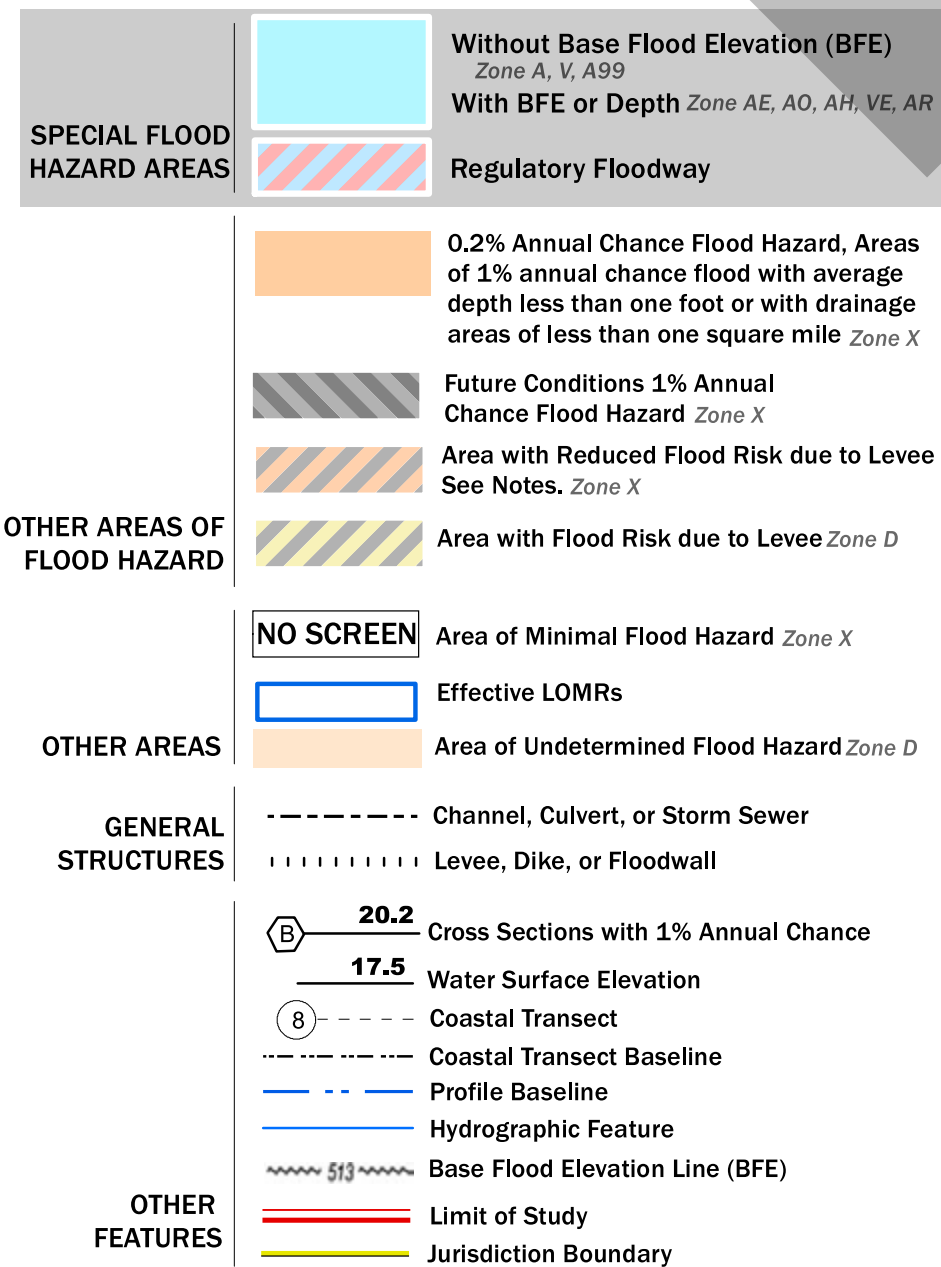 SPECIAL FLOOD
HAZARD AREAS
Without Base Flood Elevation (BFE)
Zone A, V, A99
With BFE or Depth Zone AE, AO, AH, VE, AR
Regulatory Floodway
OTHER AREAS OF
FLOOD HAZARD
0.2% Annual Chance Flood Hazard, Areas
of 1% annual chance flood with average
depth less than one foot or with drainage
areas of less than one square mile Zone X
Future Conditions 1% Annual
Chance Flood Hazard Zone X
Area with Reduced Flood Risk due to Levee
See Notes. Zone X
Area with Flood Risk due to Levee Zone D
OTHER AREAS
NO SCREEN Area of Minimal Flood Hazard Zone X
Effective LOMRs
Area of Undetermined Flood Hazard Zone D
GENERAL
STRUCTURES
Channel, Culvert, or Storm Sewer
Levee, Dike, or Floodwall
OTHER
FEATURES
B 20.2 Cross Sections with 1% Annual Chance
17.5 Water Surface Elevation
8 Coastal Transect
Coastal Transect Baseline
Profile Baseline
Hydrographic Feature
513 Base Flood Elevation Line (BFE)
Limit of Study
Jurisdiction Boundary